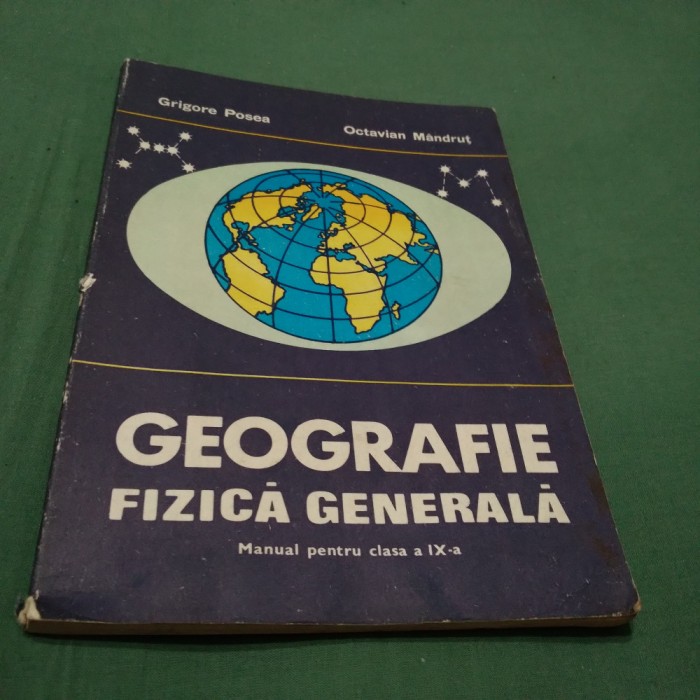 Grigore Posea
Octavian Mândruț
GEOGRAFIE
FIZICĂ GENERALĂ
Manual pentru clasa a IX-a